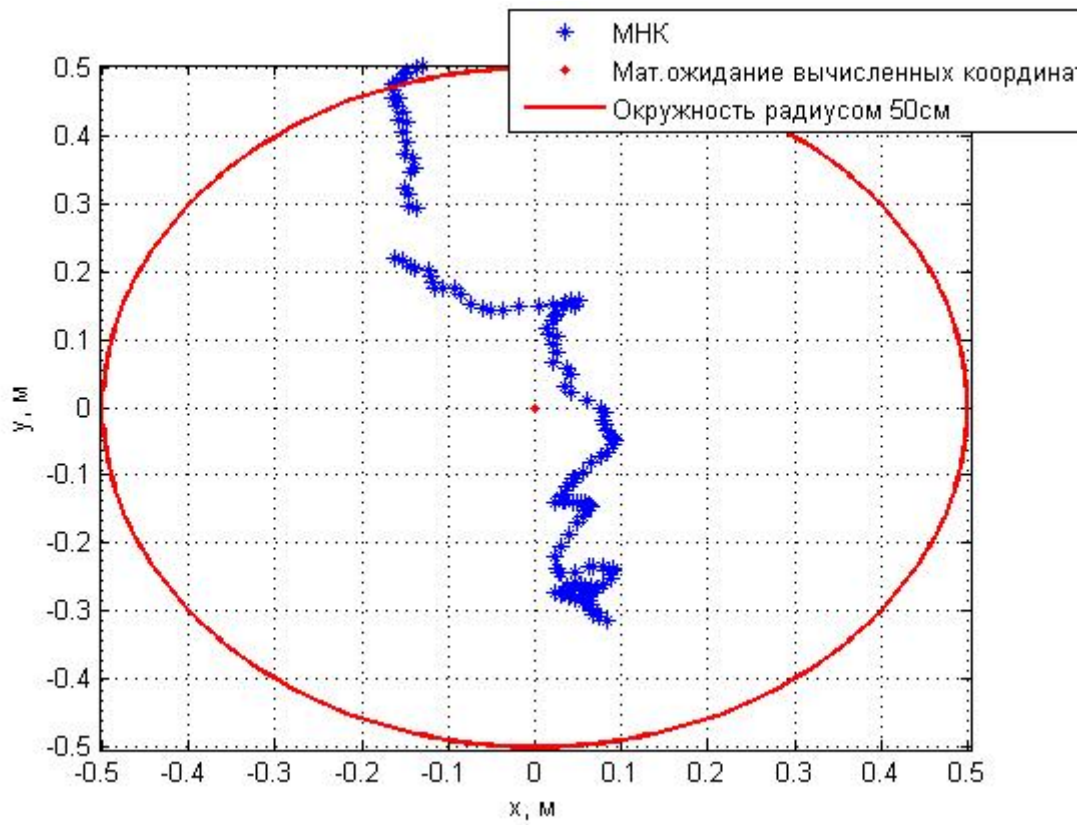 МНК
Мат.ожидание вычисленных координат
Окружность радиусом 50см
0.5
0.4
0.3
0.2
0.1
0
-0.1
-0.2
-0.3
-0.4
-0.5
y, м
-0.5 -0.4 -0.3 -0.2 -0.1 0 0.1 0.2 0.3 0.4 0.5
x, м